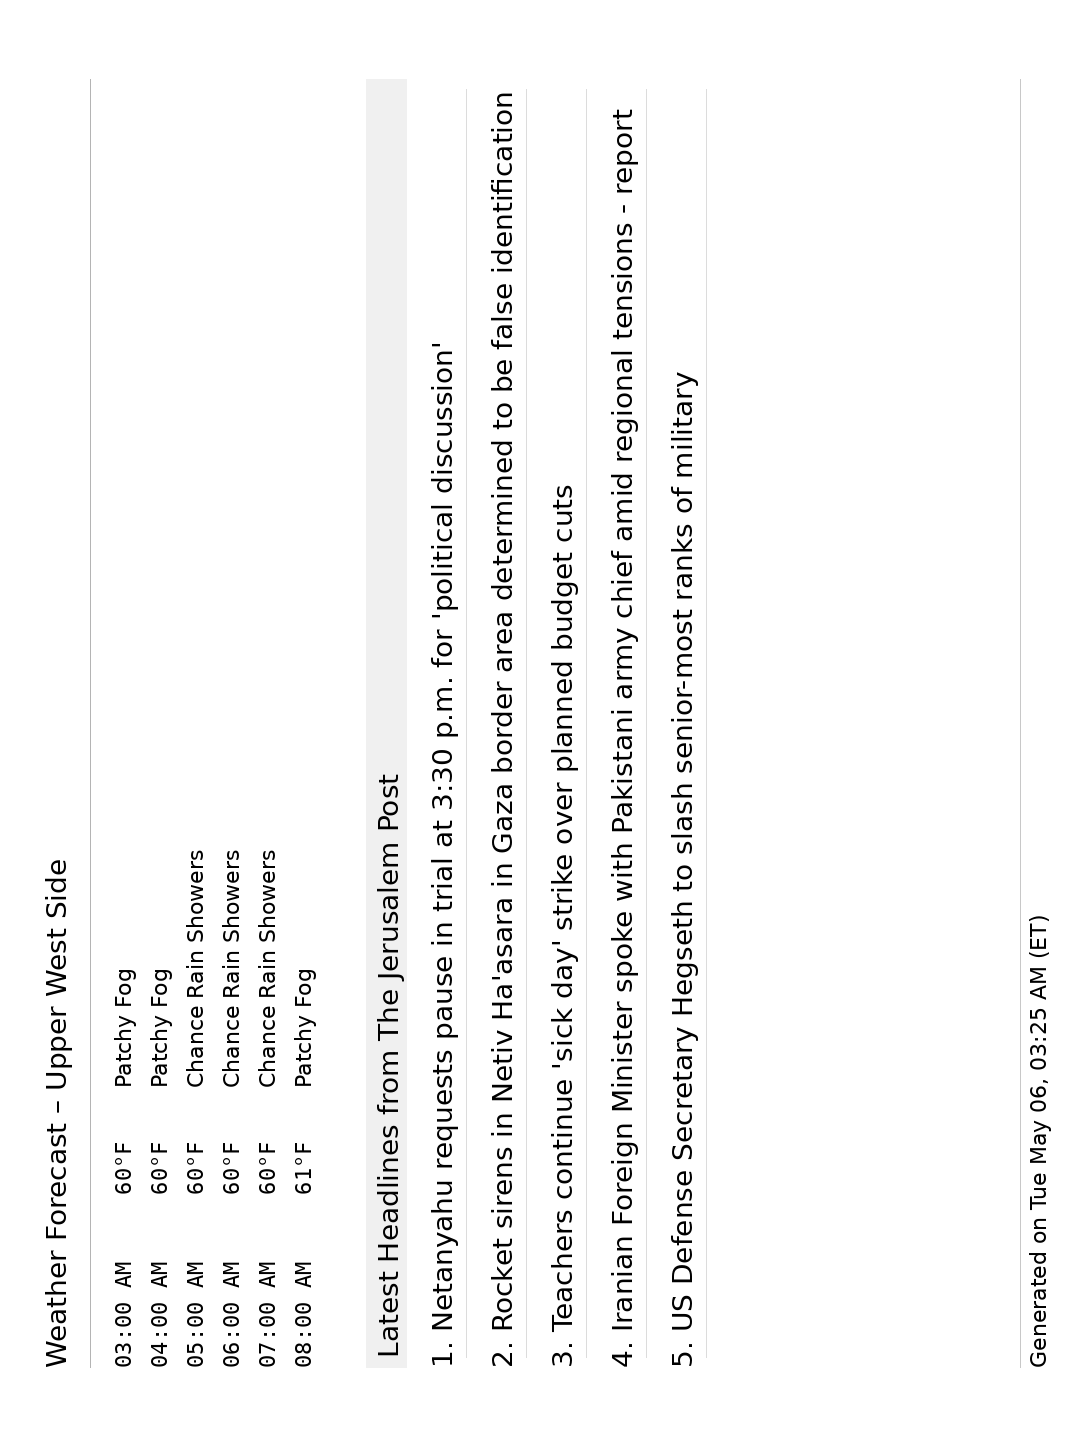 Weather Forecast – Upper West Side
03:00 AM 60°F Patchy Fog
04:00 AM 60°F Patchy Fog
05:00 AM 60°F Chance Rain Showers
06:00 AM 60°F Chance Rain Showers
07:00 AM 60°F Chance Rain Showers
08:00 AM 61°F Patchy Fog
Latest Headlines from The Jerusalem Post
1. Netanyahu requests pause in trial at 3:30 p.m. for 'political discussion'
2. Rocket sirens in Netiv Ha'asara in Gaza border area determined to be false identification
3. Teachers continue 'sick day' strike over planned budget cuts
4. Iranian Foreign Minister spoke with Pakistani army chief amid regional tensions - report
5. US Defense Secretary Hegseth to slash senior-most ranks of military
Generated on Tue May 06, 03:25 AM (ET)